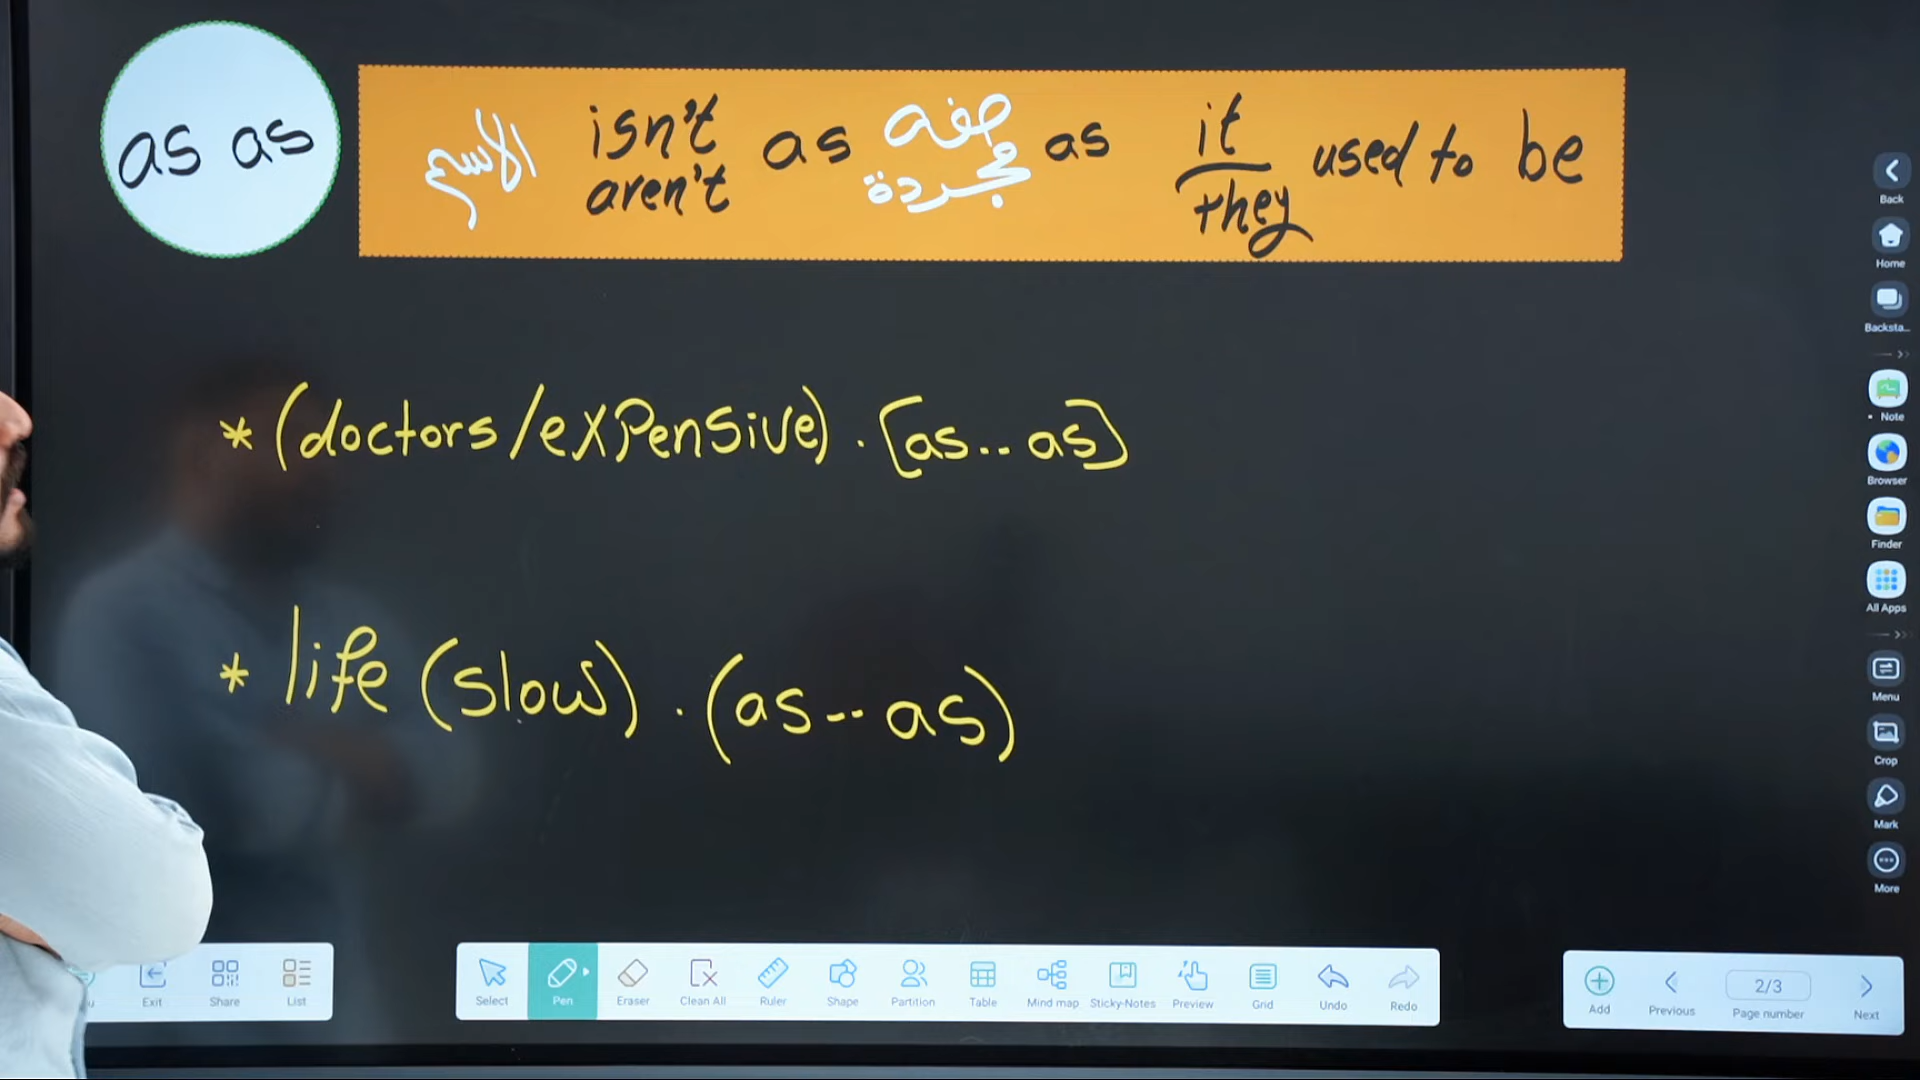 as as
الاسم isn't as صفه as it used to be
aren't مجردة they
* (doctors/expensive) . [as.. as]
* life (slow) . (as-- as)
Back
Home
Backsta...
Note
Browser
Finder
All Apps
Menu
Crop
Mark
More
Exit Share List
Select Pen Eraser Clean All Ruler Shape Partition Table Mind map Sticky-Notes Preview Grid Undo Redo
Add Previous 2/3 Page number Next